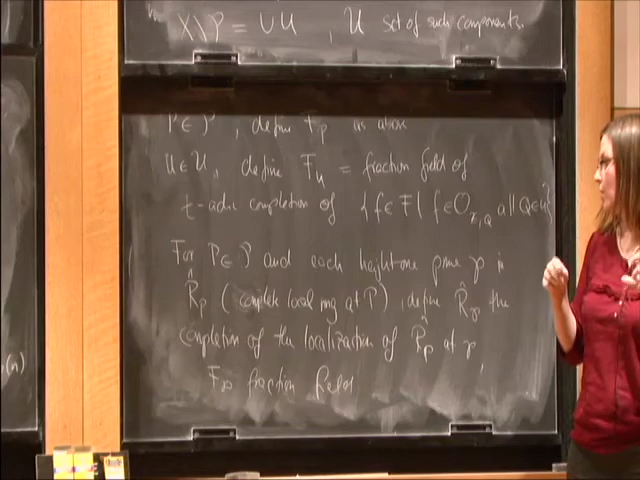 X∖P = ∪U , U set of such components.
P ∈ P , define F_P as above
U ∈ U, define F_U = fraction field of
t-adic completion of {f ∈ F | f ∈ O_{X,Q} all Q ∈ U}
For P ∈ P and each height one prime ℘ in
R̂_P (complete local ring at P), define R̂_℘ the
completion of the localization of R̂_P at ℘,
F_℘ fraction field
(n)